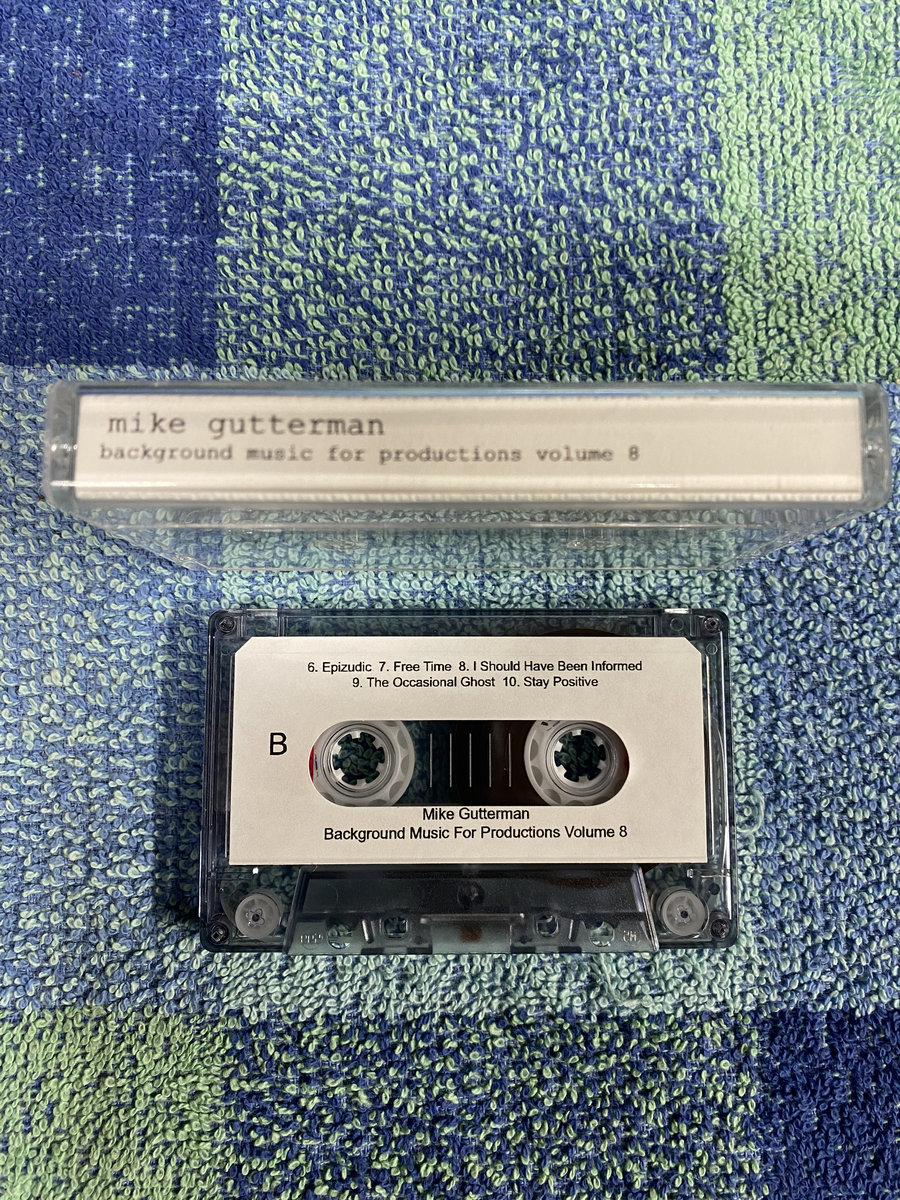 mike gutterman
background music for productions volume 8
6. Epizudic 7. Free Time 8. I Should Have Been Informed
9. The Occasional Ghost 10. Stay Positive
B
Mike Gutterman
Background Music For Productions Volume 8